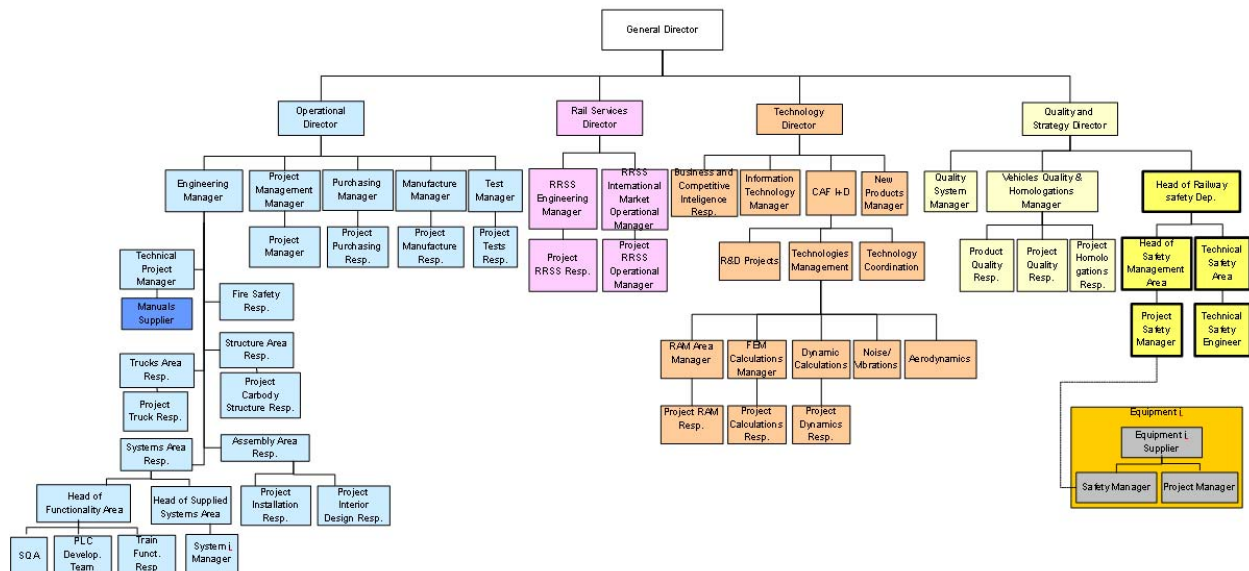 General Director
Operational
Director
Rail Services
Director
Technology
Director
Quality and
Strategy Director
Engineering
Manager
Project
Management
Manager
Purchasing
Manager
Manufacture
Manager
Test
Manager
RRSS
Engineering
Manager
RRSS
International
Market
Operational Manager
Business and
Competitive
Inteligence Resp.
Information
Technology
Manager
CAF I+D
New
Products
Manager
Quality
System
Manager
Vehicles Quality &
Homologations
Manager
Head of Railway
safety Dep.
Project
Manager
Project
Purchasing
Resp.
Project
Manufacture
Resp.
Project
Tests
Resp.
Project
RRSS Resp.
Project
RRSS
Operational
Manager
R&D Projects
Technologies
Management
Technology
Coordination
Product
Quality
Resp.
Project
Quality
Resp.
Project
Homolo
gations
Resp.
Head of
Safety
Management
Area
Technical
Safety
Area
Technical
Project
Manager
Manuals
Supplier
Fire Safety
Resp.
Project
Safety
Manager
Technical
Safety
Engineer
Structure Area
Resp.
Trucks Area
Resp.
Project
Carbody
Structure Resp.
Project
Truck Resp.
RAM Area
Manager
FEM
Calculations
Manager
Dynamic
Calculations
Noise/
Vibrations
Aerodynamics
Project RAM
Resp.
Project
Calculations
Resp.
Project
Dynamics
Resp.
Systems Area
Resp.
Assembly Area
Resp.
Equipment i.
Equipment i.
Supplier
Safety Manager
Project Manager
Head of
Functionality Area
Head of Supplied
Systems Area
Project
Installation
Resp.
Project
Interior
Design Resp.
SQA
PLC
Develop.
Team
Train
Funct.
Resp
System i.
Manager